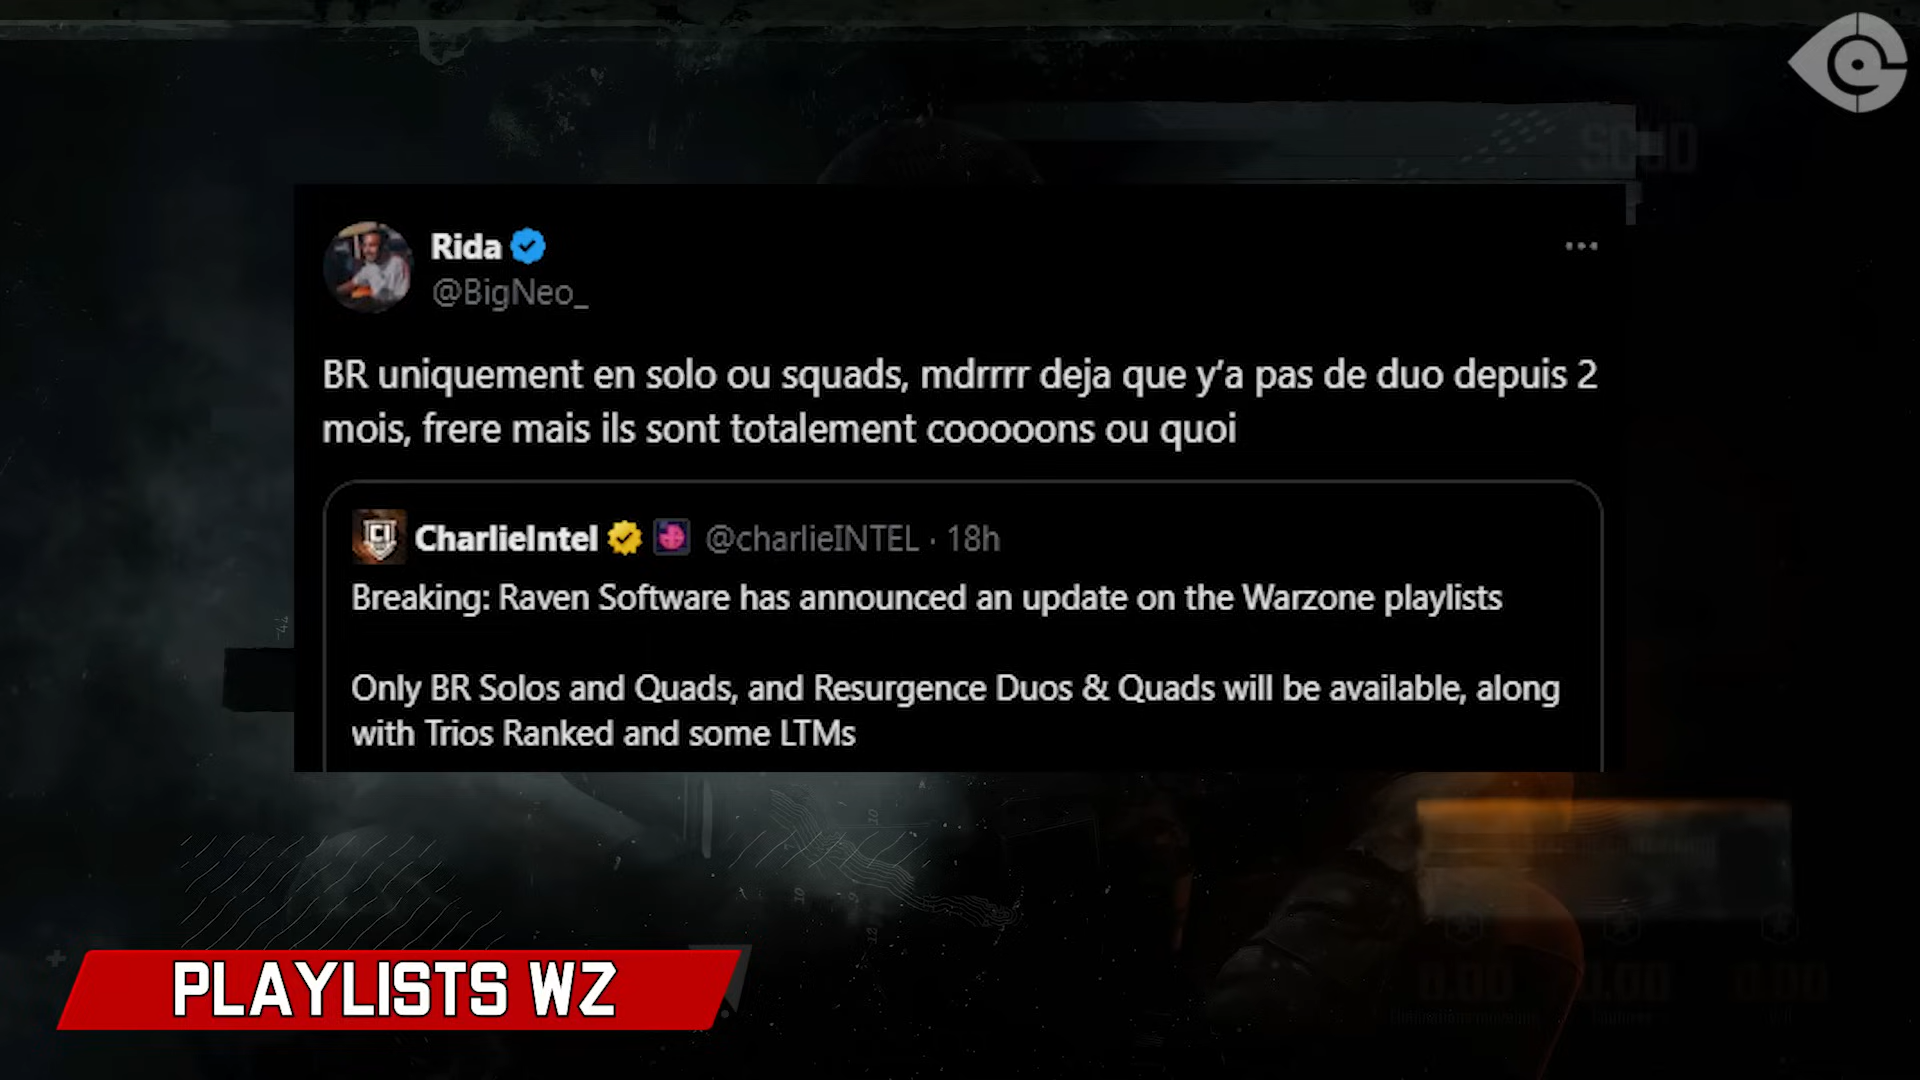 Rida
@BigNeo_
BR uniquement en solo ou squads, mdrrrr deja que y'a pas de duo depuis 2
mois, frere mais ils sont totalement cooooons ou quoi
CharlieIntel @charlieINTEL · 18h
Breaking: Raven Software has announced an update on the Warzone playlists
Only BR Solos and Quads, and Resurgence Duos & Quads will be available, along
with Trios Ranked and some LTMs
PLAYLISTS WZ